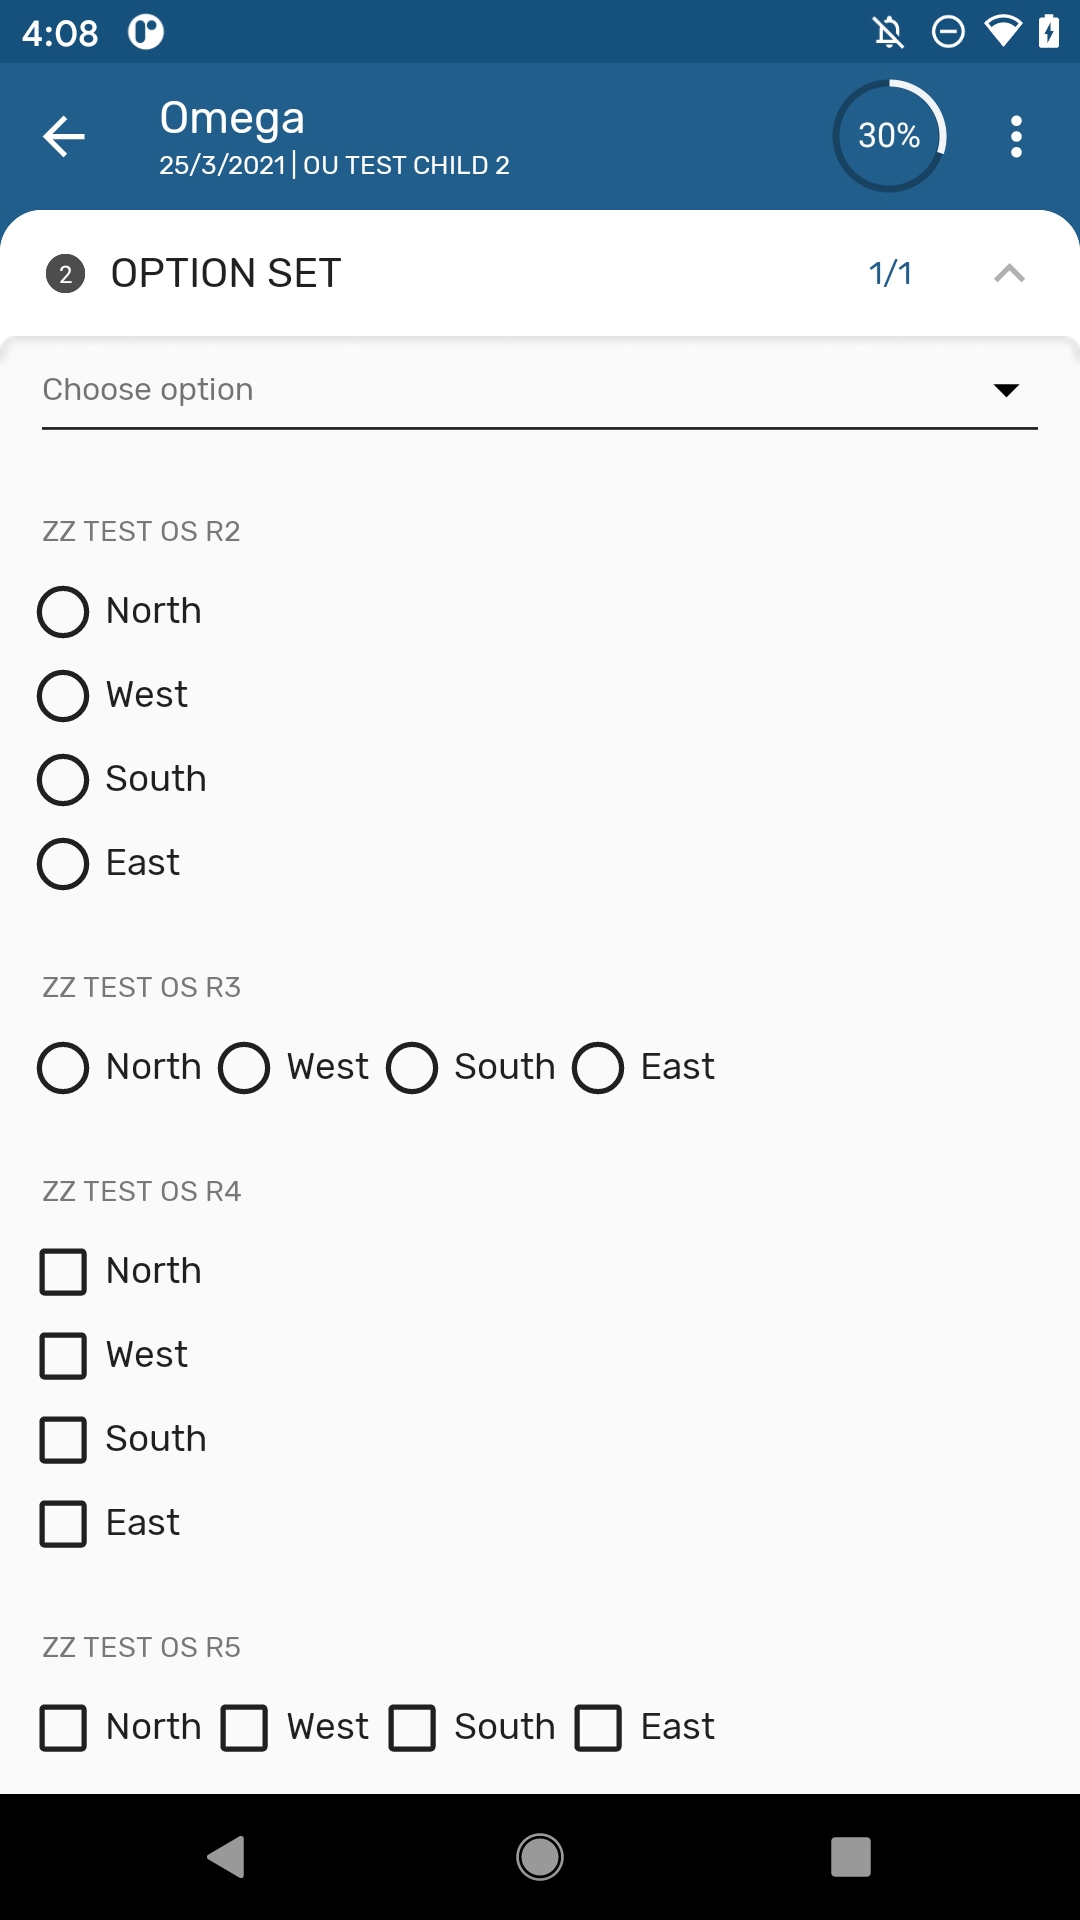 4:08
Omega
25/3/2021 | OU TEST CHILD 2
30%
2 OPTION SET 1/1
Choose option
ZZ TEST OS R2
North
West
South
East
ZZ TEST OS R3
North West South East
ZZ TEST OS R4
North
West
South
East
ZZ TEST OS R5
North West South East